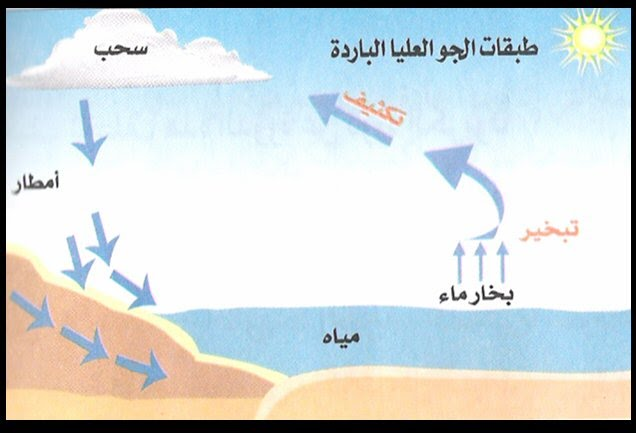 طبقات الجو العليا الباردة
سحب
تكثيف
أمطار
تبخير
بخار ماء
مياه